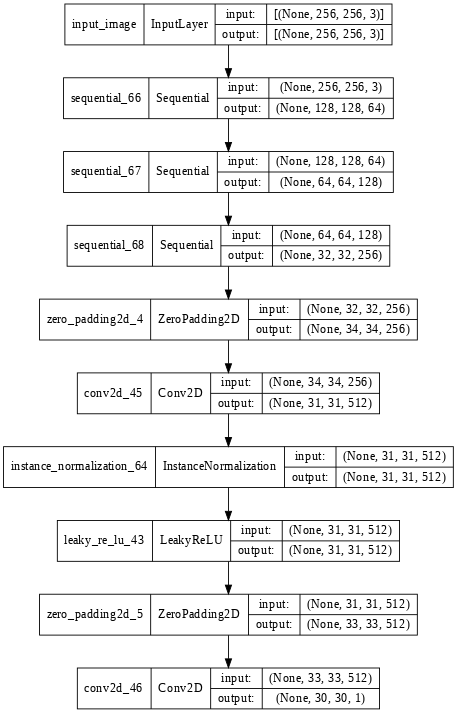 input_image InputLayer input: [(None, 256, 256, 3)]
output: [(None, 256, 256, 3)]
sequential_66 Sequential input: (None, 256, 256, 3)
output: (None, 128, 128, 64)
sequential_67 Sequential input: (None, 128, 128, 64)
output: (None, 64, 64, 128)
sequential_68 Sequential input: (None, 64, 64, 128)
output: (None, 32, 32, 256)
zero_padding2d_4 ZeroPadding2D input: (None, 32, 32, 256)
output: (None, 34, 34, 256)
conv2d_45 Conv2D input: (None, 34, 34, 256)
output: (None, 31, 31, 512)
instance_normalization_64 InstanceNormalization input: (None, 31, 31, 512)
output: (None, 31, 31, 512)
leaky_re_lu_43 LeakyReLU input: (None, 31, 31, 512)
output: (None, 31, 31, 512)
zero_padding2d_5 ZeroPadding2D input: (None, 31, 31, 512)
output: (None, 33, 33, 512)
conv2d_46 Conv2D input: (None, 33, 33, 512)
output: (None, 30, 30, 1)